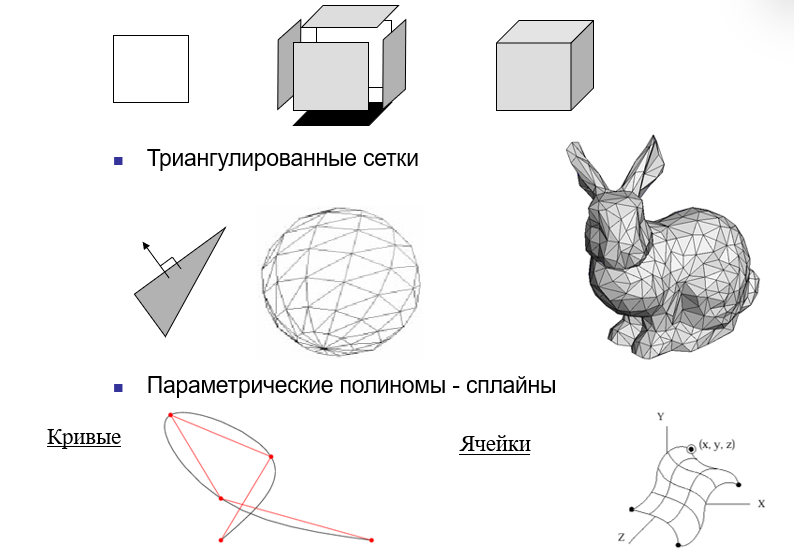 Триангулированные сетки
Параметрические полиномы - сплайны
Кривые
Ячейки
Y
(x, y, z)
X
Z